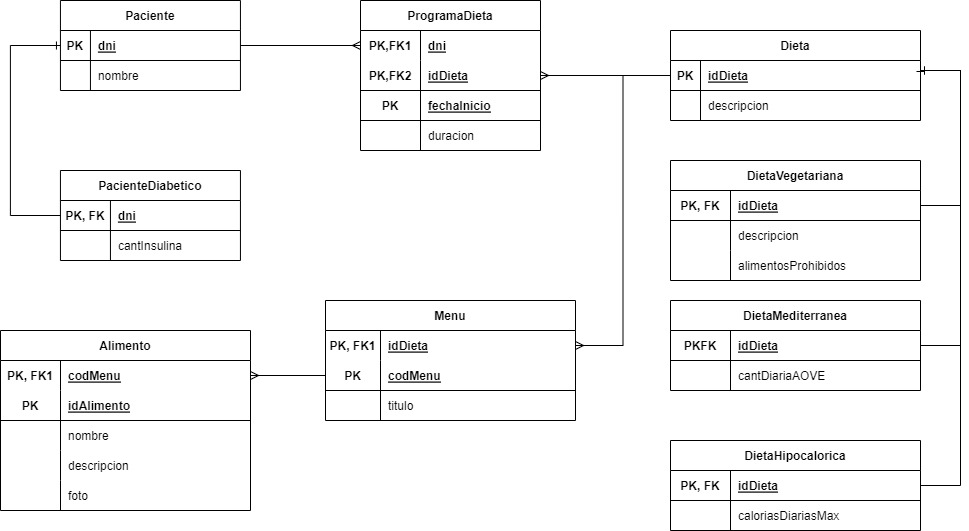 Paciente
PK dni
nombre
ProgramaDieta
PK,FK1 dni
PK,FK2 idDieta
PK fechaInicio
duracion
Dieta
PK idDieta
descripcion
PacienteDiabetico
PK, FK dni
cantInsulina
DietaVegetariana
PK, FK idDieta
descripcion
alimentosProhibidos
Alimento
PK, FK1 codMenu
PK idAlimento
nombre
descripcion
foto
Menu
PK, FK1 idDieta
PK codMenu
titulo
DietaMediterranea
PKFK idDieta
cantDiariaAOVE
DietaHipocalorica
PK, FK idDieta
caloriasDiariasMax